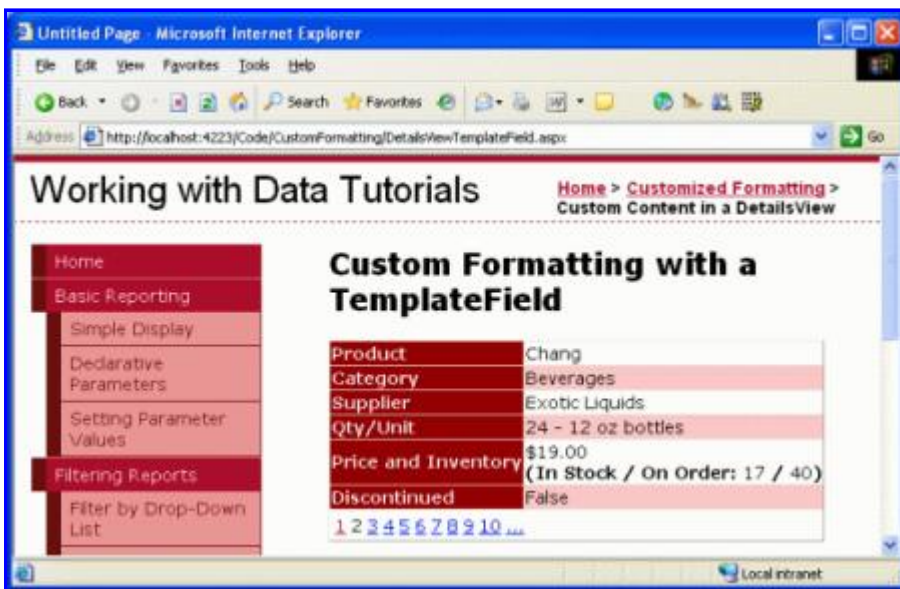 Untitled Page - Microsoft Internet Explorer
File Edit View Favorites Tools Help
Back Search Favorites
Address http://localhost:4223/Code/CustomFormatting/DetailsViewTemplateField.aspx Go
Working with Data Tutorials
Home > Customized Formatting >
Custom Content in a DetailsView
Home
Basic Reporting
Simple Display
Declarative
Parameters
Setting Parameter
Values
Filtering Reports
Filter by Drop-Down
List
Custom Formatting with a
TemplateField
Product Chang
Category Beverages
Supplier Exotic Liquids
Qty/Unit 24 - 12 oz bottles
Price and Inventory $19.00
(In Stock / On Order: 17 / 40)
Discontinued False
1 2 3 4 5 6 7 8 9 10 ...
Local intranet